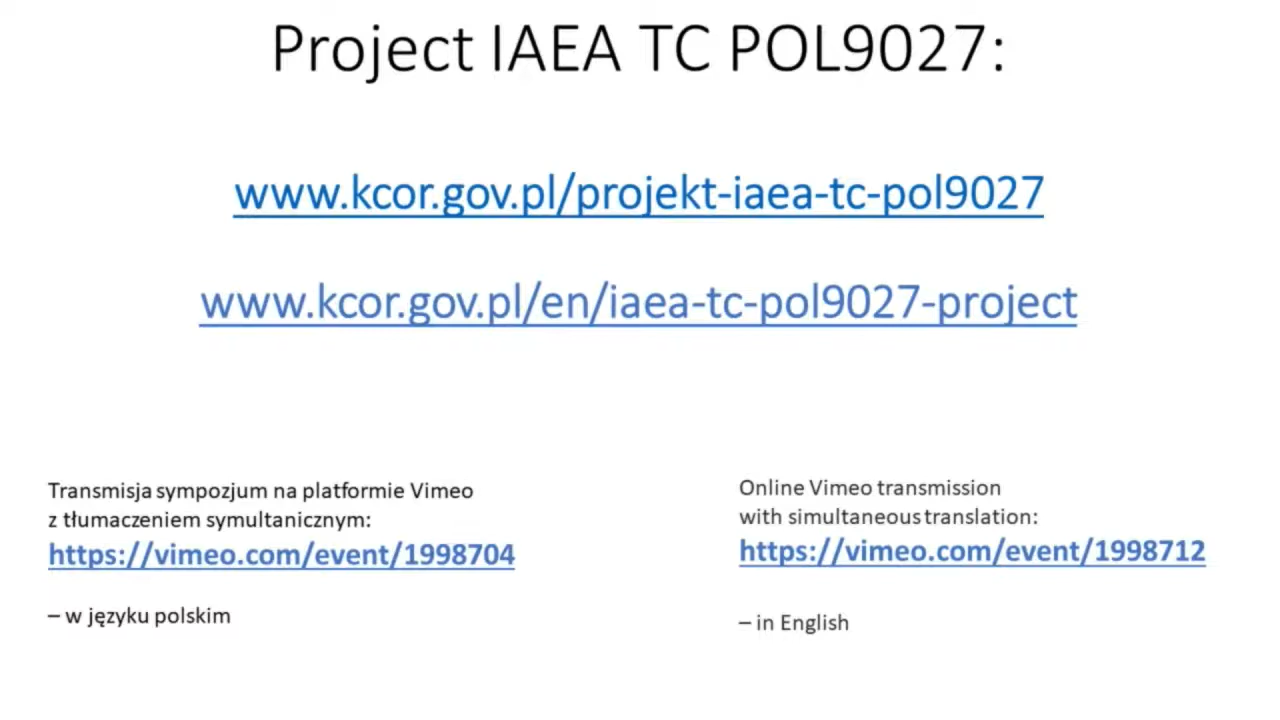 Project IAEA TC POL9027:
www.kcor.gov.pl/projekt-iaea-tc-pol9027
www.kcor.gov.pl/en/iaea-tc-pol9027-project
Transmisja sympozjum na platformie Vimeo
z tłumaczeniem symultanicznym:
https://vimeo.com/event/1998704
– w języku polskim
Online Vimeo transmission
with simultaneous translation:
https://vimeo.com/event/1998712
– in English